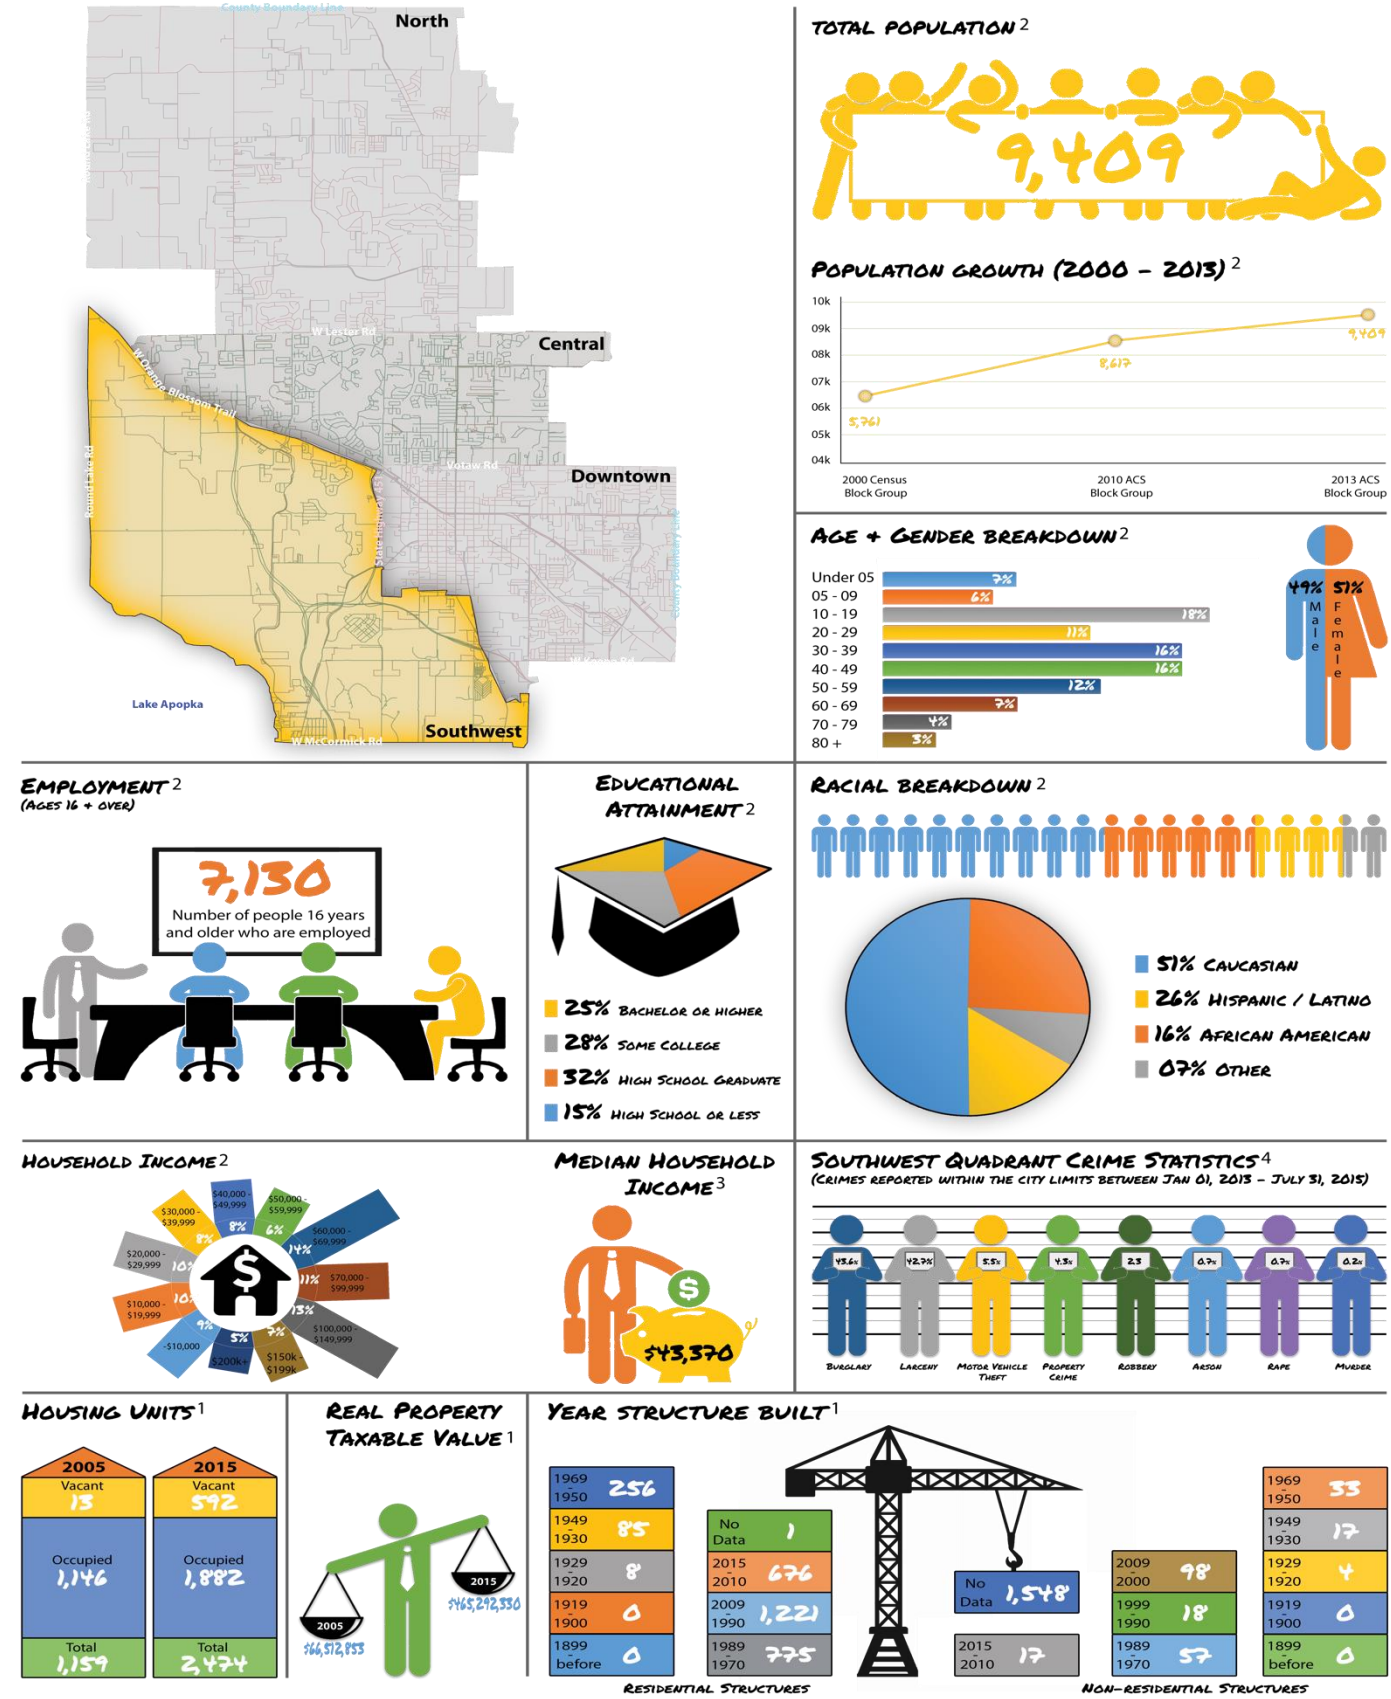 County Boundary Line
North
W Lester Rd
Central
W Orange Blossom Trail
Round Lake Rd
Votaw Rd
Downtown
County Boundary Line
Lake Apopka
Southwest
W McCormick Rd
TOTAL POPULATION 2
9,409
POPULATION GROWTH (2000 - 2013) 2
10k
09k
08k
07k
06k
05k
04k
5,761
8,617
9,409
2000 Census
Block Group
2010 ACS
Block Group
2013 ACS
Block Group
AGE + GENDER BREAKDOWN 2
Under 05 7%
05 - 09 6%
10 - 19 18%
20 - 29 11%
30 - 39 16%
40 - 49 16%
50 - 59 12%
60 - 69 7%
70 - 79 4%
80 + 3%
49% 51%
Male
Female
EMPLOYMENT 2
(AGES 16 + OVER)
7,130
Number of people 16 years
and older who are employed
EDUCATIONAL
ATTAINMENT 2
25% BACHELOR OR HIGHER
28% SOME COLLEGE
32% HIGH SCHOOL GRADUATE
15% HIGH SCHOOL OR LESS
RACIAL BREAKDOWN 2
51% CAUCASIAN
26% HISPANIC / LATINO
16% AFRICAN AMERICAN
07% OTHER
HOUSEHOLD INCOME 2
$40,000 -
$49,999
8%
$50,000 -
$59,999
6%
$60,000 -
$69,999
14%
$70,000 -
$99,999
11%
$100,000 -
$149,999
13%
$150k -
$199k
7%
$200k+
5%
-$10,000
9%
$10,000 -
$19,999
10%
$20,000 -
$29,999
10%
$30,000 -
$39,999
8%
$
MEDIAN HOUSEHOLD
INCOME 3
$
$43,370
SOUTHWEST QUADRANT CRIME STATISTICS 4
(CRIMES REPORTED WITHIN THE CITY LIMITS BETWEEN JAN 01, 2013 - JULY 31, 2015)
43.6% 42.7% 5.5% 4.3% 2.3 0.7% 0.7% 0.2%
BURGLARY LARCENY MOTOR VEHICLE PROPERTY ROBBERY ARSON RAPE MURDER
THEFT CRIME
HOUSING UNITS 1
2005
Vacant
13
Occupied
1,146
Total
1,159
2015
Vacant
592
Occupied
1,882
Total
2,474
REAL PROPERTY
TAXABLE VALUE 1
2015
$465,292,330
2005
$66,512,853
YEAR STRUCTURE BUILT 1
1969
-
1950
256
1949
-
1930
85
1929
-
1920
8
1919
-
1900
0
1899
-
before
0
No
Data
1
2015
-
2010
676
2009
-
1990
1,221
1989
-
1970
775
RESIDENTIAL STRUCTURES
No
Data
1,548
2015
-
2010
17
2009
-
2000
98
1999
-
1990
18
1989
-
1970
57
1969
-
1950
33
1949
-
1930
17
1929
-
1920
4
1919
-
1900
0
1899
-
before
0
NON-RESIDENTIAL STRUCTURES